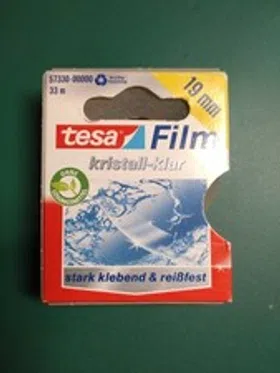 57330-00000
33 m
19 mm
tesa Film
kristall-klar
stark klebend & reißfest